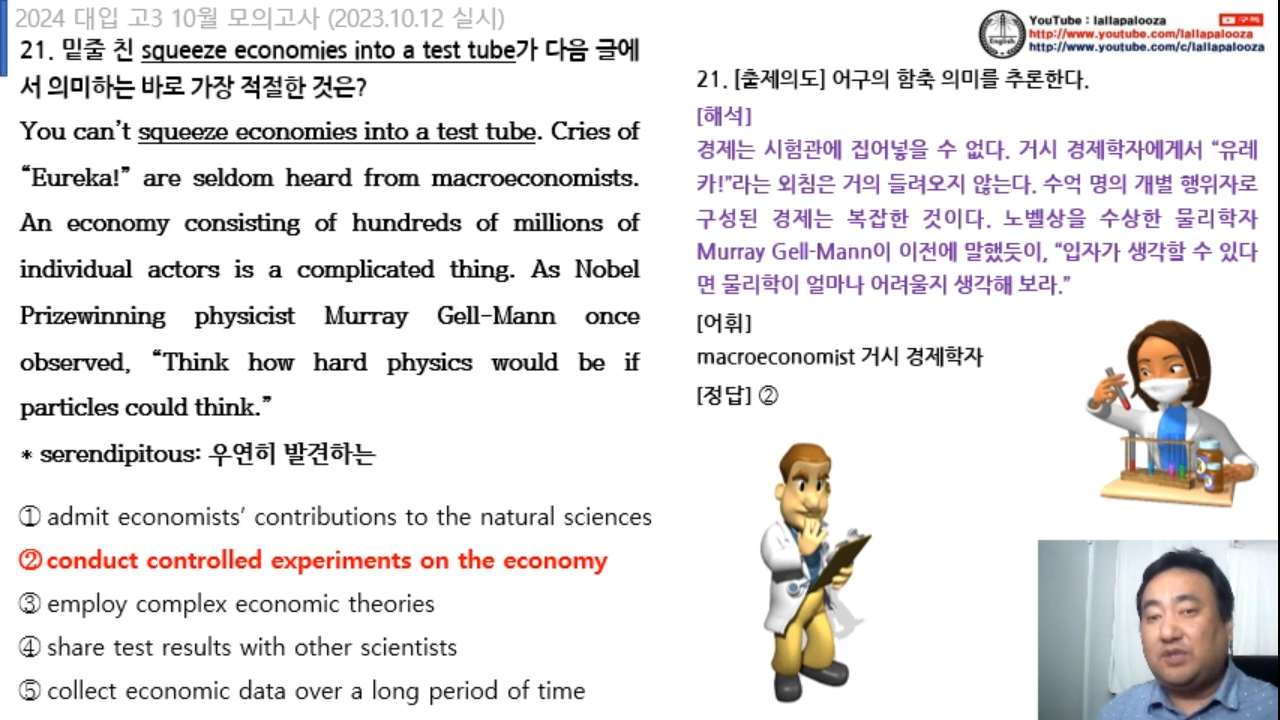 2024 대입 고3 10월 모의고사 (2023.10.12 실시)
21. 밑줄 친 squeeze economies into a test tube가 다음 글에
서 의미하는 바로 가장 적절한 것은?
You can't squeeze economies into a test tube. Cries of
“Eureka!” are seldom heard from macroeconomists.
An economy consisting of hundreds of millions of
individual actors is a complicated thing. As Nobel
Prizewinning physicist Murray Gell-Mann once
observed, “Think how hard physics would be if
particles could think.”
* serendipitous: 우연히 발견하는
① admit economists' contributions to the natural sciences
② conduct controlled experiments on the economy
③ employ complex economic theories
④ share test results with other scientists
⑤ collect economic data over a long period of time
English
YouTube : lallapalooza
구독
http://www.youtube.com/lallapalooza
http://www.youtube.com/c/lallapalooza
21. [출제의도] 어구의 함축 의미를 추론한다.
[해석]
경제는 시험관에 집어넣을 수 없다. 거시 경제학자에게서 “유레
카!”라는 외침은 거의 들려오지 않는다. 수억 명의 개별 행위자로
구성된 경제는 복잡한 것이다. 노벨상을 수상한 물리학자
Murray Gell-Mann이 이전에 말했듯이, “입자가 생각할 수 있다
면 물리학이 얼마나 어려울지 생각해 보라.”
[어휘]
macroeconomist 거시 경제학자
[정답] ②